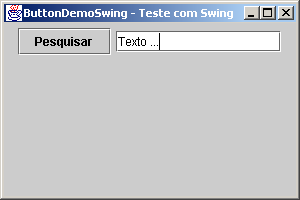 ButtonDemoSwing - Teste com Swing
Pesquisar
Texto ...